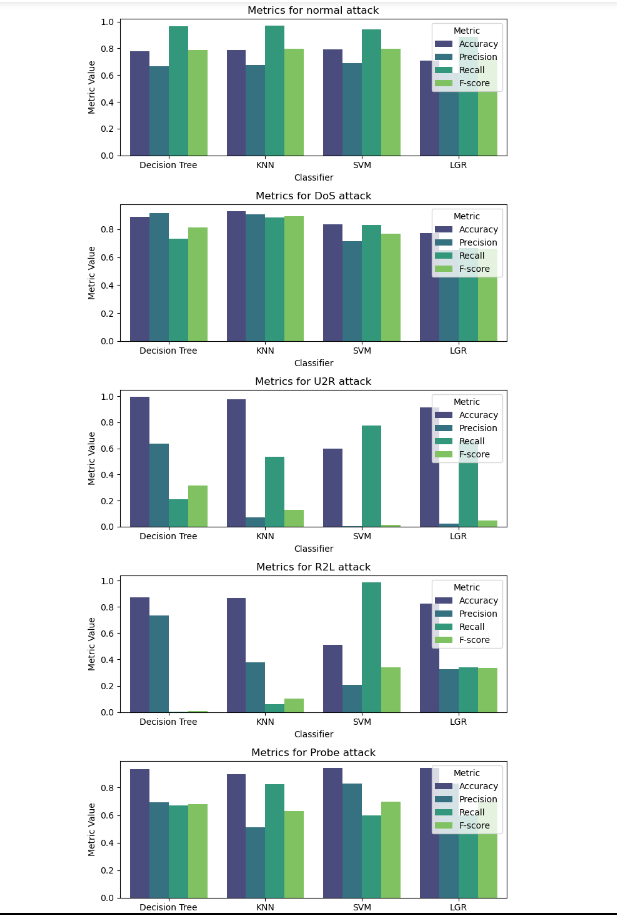 Metrics for normal attack
1.0
0.8
0.6
0.4
0.2
0.0
Metric Value
Metric
Accuracy
Precision
Recall
F-score
Decision Tree KNN SVM LGR
Classifier
Metrics for DoS attack
0.8
0.6
0.4
0.2
0.0
Metric Value
Metric
Accuracy
Precision
Recall
F-score
Decision Tree KNN SVM LGR
Classifier
Metrics for U2R attack
1.0
0.8
0.6
0.4
0.2
0.0
Metric Value
Metric
Accuracy
Precision
Recall
F-score
Decision Tree KNN SVM LGR
Classifier
Metrics for R2L attack
1.0
0.8
0.6
0.4
0.2
0.0
Metric Value
Metric
Accuracy
Precision
Recall
F-score
Decision Tree KNN SVM LGR
Classifier
Metrics for Probe attack
0.8
0.6
0.4
0.2
0.0
Metric Value
Metric
Accuracy
Precision
Recall
F-score
Decision Tree KNN SVM LGR